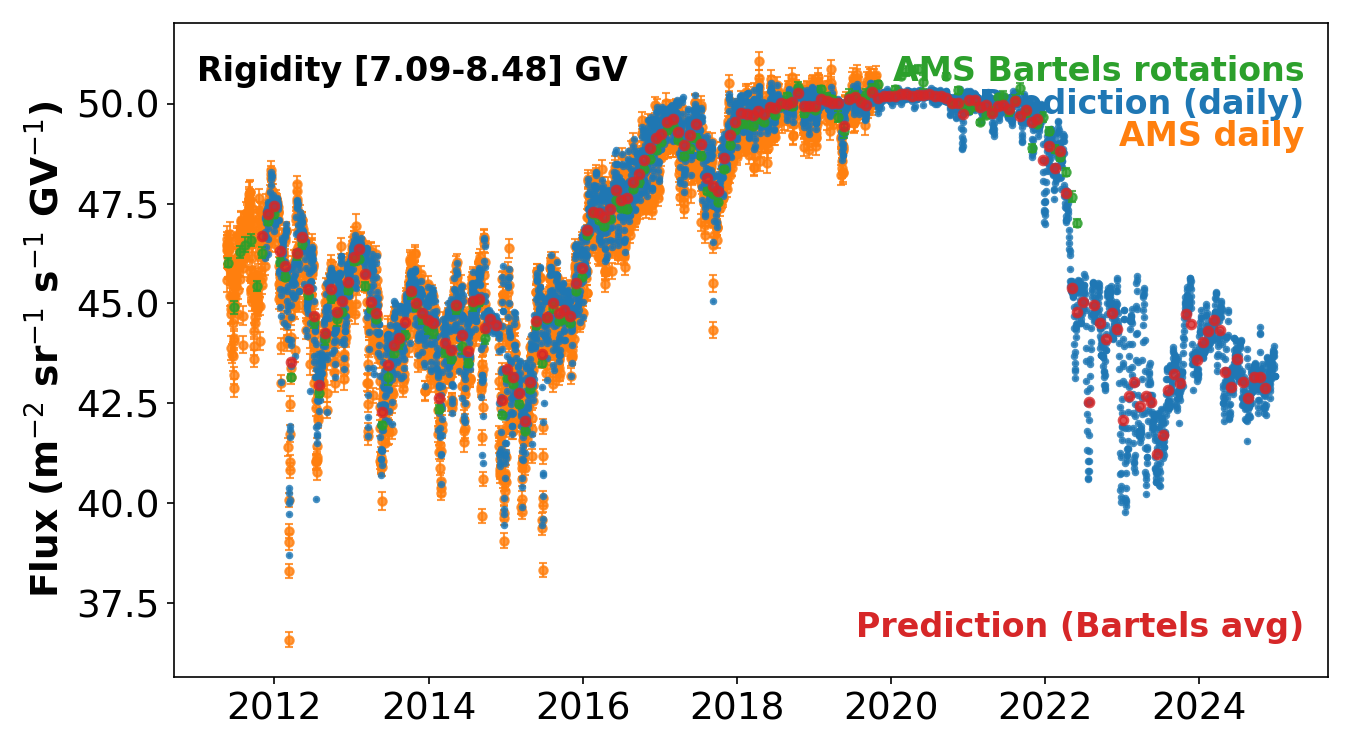 Rigidity [7.09-8.48] GV
AMS Bartels rotations
diction (daily)
AMS daily
50.0
47.5
45.0
42.5
40.0
37.5
Flux (m⁻² sr⁻¹ s⁻¹ GV⁻¹)
Prediction (Bartels avg)
2012 2014 2016 2018 2020 2022 2024